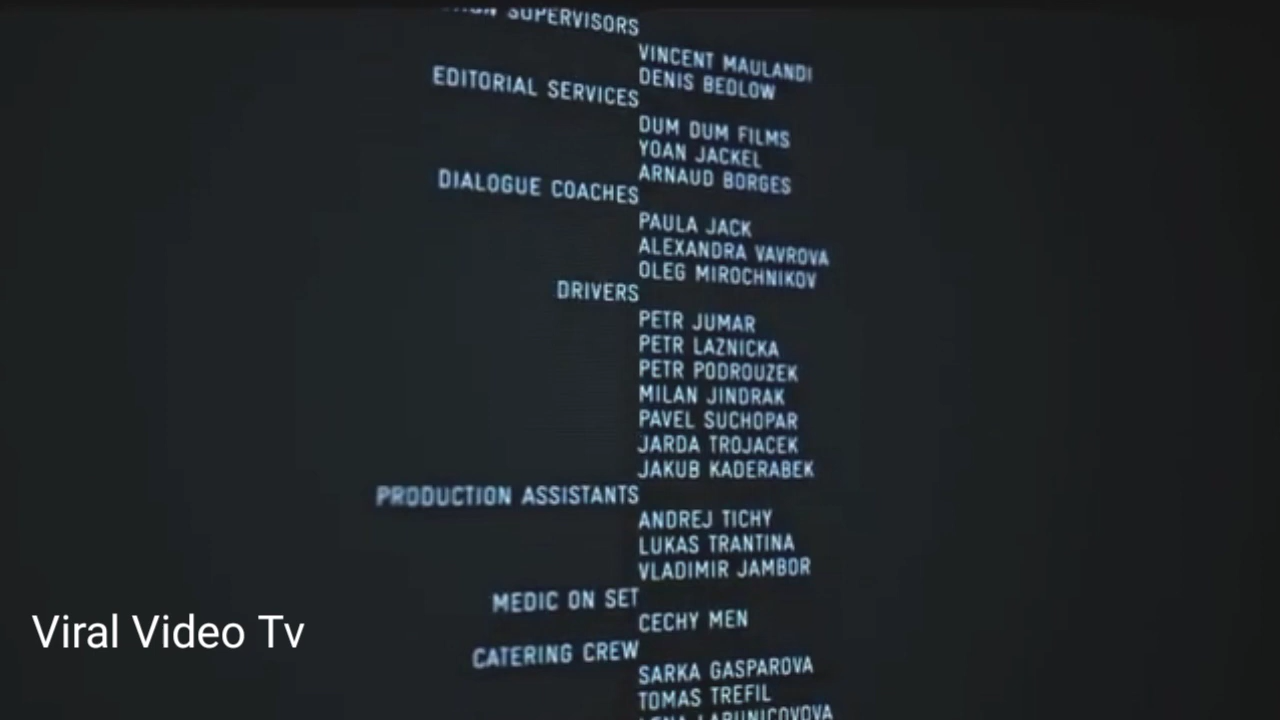 SUPERVISORS
VINCENT MAULANDI
DENIS BEDLOW
EDITORIAL SERVICES
DUM DUM FILMS
YOAN JACKEL
ARNAUD BORGES
DIALOGUE COACHES
PAULA JACK
ALEXANDRA VAVROVA
OLEG MIROCHNIKOV
DRIVERS
PETR JUMAR
PETR LAZNICKA
PETR PODROUZEK
MILAN JINDRAK
PAVEL SUCHOPAR
JARDA TROJACEK
JAKUB KADERABEK
PRODUCTION ASSISTANTS
ANDREJ TICHY
LUKAS TRANTINA
VLADIMIR JAMBOR
MEDIC ON SET
CECHY MEN
CATERING CREW
SARKA GASPAROVA
TOMAS TREFIL
Viral Video Tv